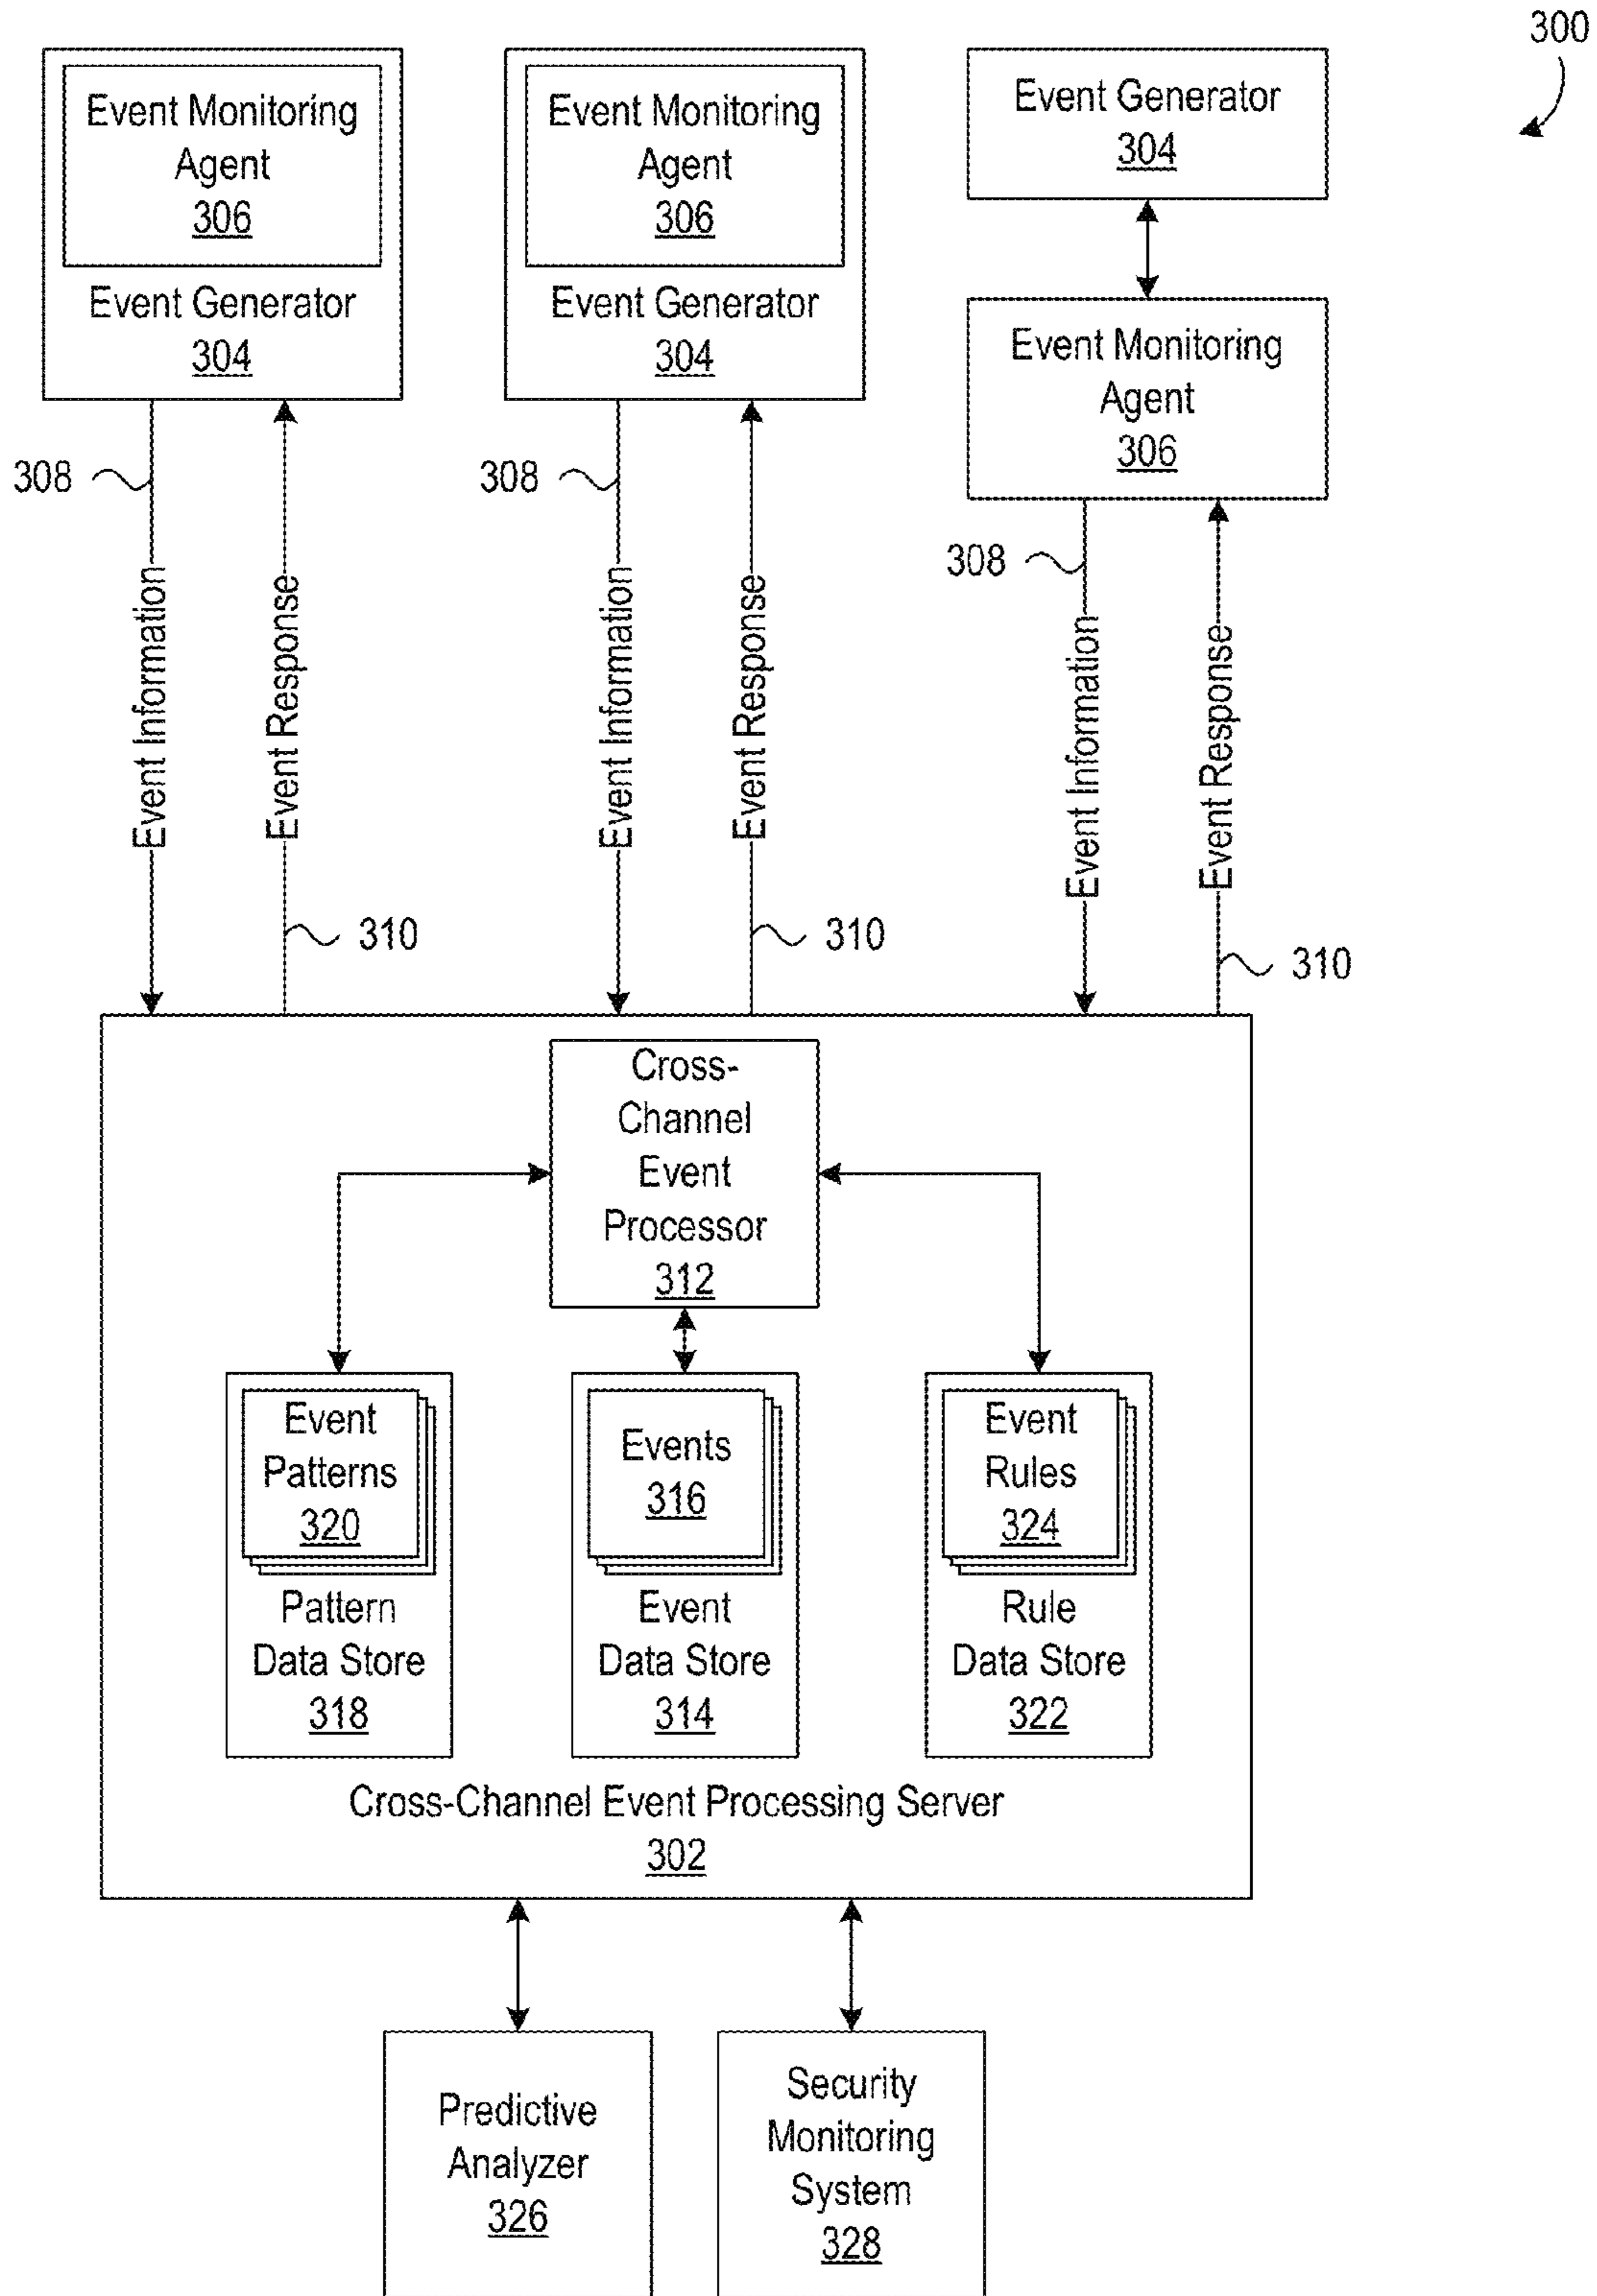 300
Event Monitoring
Agent
306
Event Generator
304
Event Monitoring
Agent
306
Event Generator
304
Event Generator
304
Event Monitoring
Agent
306
308
Event Information
Event Response
310
308
Event Information
Event Response
310
308
Event Information
Event Response
310
Cross-
Channel
Event
Processor
312
Event
Patterns
320
Pattern
Data Store
318
Events
316
Event
Data Store
314
Event
Rules
324
Rule
Data Store
322
Cross-Channel Event Processing Server
302
Predictive
Analyzer
326
Security
Monitoring
System
328